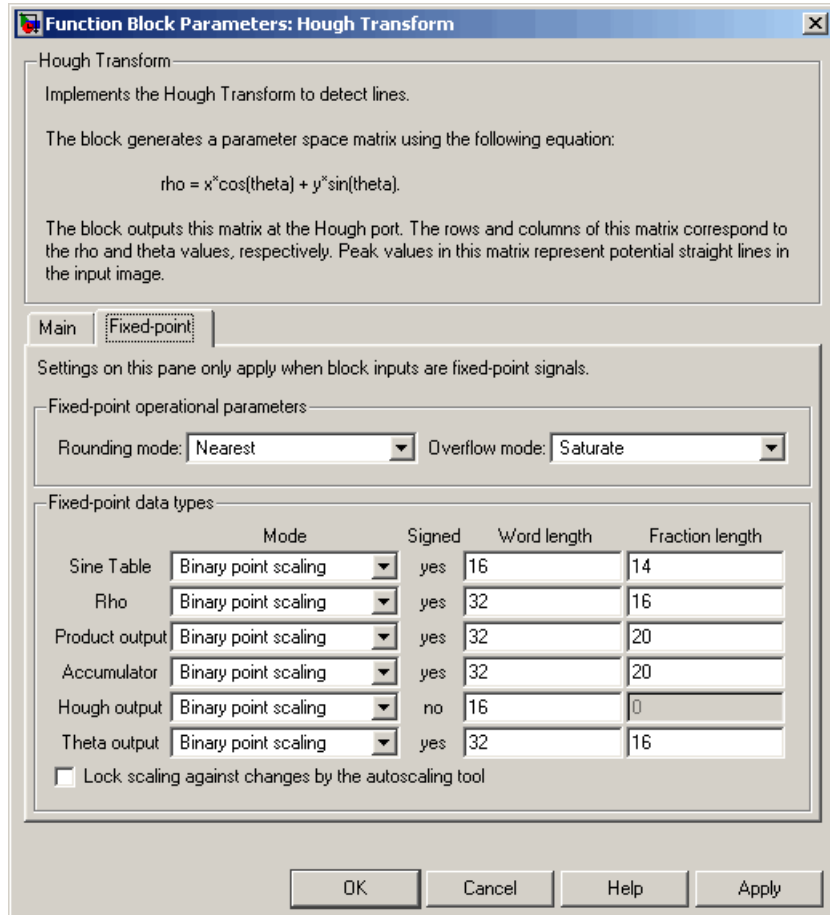 Function Block Parameters: Hough Transform
Hough Transform
Implements the Hough Transform to detect lines.
The block generates a parameter space matrix using the following equation:
rho = x*cos(theta) + y*sin(theta).
The block outputs this matrix at the Hough port. The rows and columns of this matrix correspond to
the rho and theta values, respectively. Peak values in this matrix represent potential straight lines in
the input image.
Main Fixed-point
Settings on this pane only apply when block inputs are fixed-point signals.
Fixed-point operational parameters
Rounding mode: Nearest Overflow mode: Saturate
Fixed-point data types
Mode Signed Word length Fraction length
Sine Table Binary point scaling yes 16 14
Rho Binary point scaling yes 32 16
Product output Binary point scaling yes 32 20
Accumulator Binary point scaling yes 32 20
Hough output Binary point scaling no 16 0
Theta output Binary point scaling yes 32 16
Lock scaling against changes by the autoscaling tool
OK Cancel Help Apply